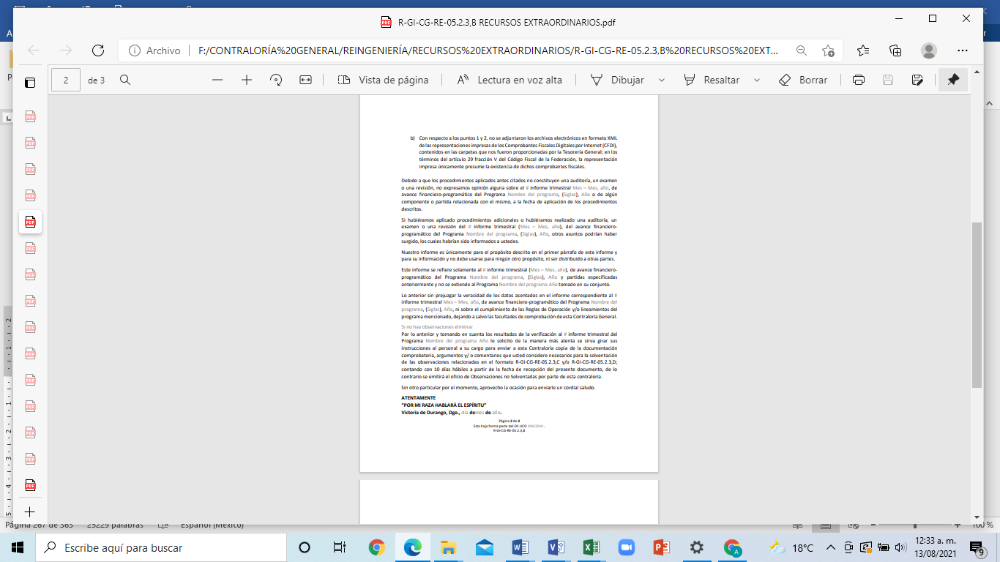 R-GI-CG-RE-05.2.3,B RECURSOS EXTRAORDINARIOS.pdf
Archivo
F:/CONTRALORÍA%20GENERAL/REINGENIERÍA/RECURSOS%20EXTRAORDINARIOS/R-GI-CG-RE-05.2.3,B%20RECURSOS%20EXT...
2 de 3
Vista de página
Lectura en voz alta
Dibujar
Resaltar
Borrar
b) Con respecto a los puntos 1 y 2, no se adjuntaron los archivos electrónicos en formato XML
de las representaciones impresas de los Comprobantes Fiscales Digitales por Internet (CFDI),
contenidos en las carpetas que nos fueron proporcionadas por la Tesorería General; en los
términos del artículo 29 fracción V del Código Fiscal de la Federación, la representación
impresa únicamente presume la existencia de dichos comprobantes fiscales.
Debido a que los procedimientos aplicados antes citados no constituyen una auditoría, un examen
o una revisión, no expresamos opinión alguna sobre el # informe trimestral Mes – Mes, año, de
avance financiero-programático del Programa Nombre del programa, (Siglas), Año o de algún
componente o partida relacionada con el mismo, a la fecha de aplicación de los procedimientos
descritos.
Si hubiéramos aplicado procedimientos adicionales o hubiéramos realizado una auditoría, un
examen o una revisión del # informe trimestral (Mes – Mes, año), del avance financiero-
programático del Programa Nombre del programa, (Siglas), Año, otros asuntos podrían haber
surgido, los cuales habrían sido informados a ustedes.
Nuestro informe es únicamente para el propósito descrito en el primer párrafo de este informe y
para su información y no debe usarse para ningún otro propósito, ni ser distribuido a otras partes.
Este informe se refiere solamente al # informe trimestral (Mes – Mes, año), de avance financiero-
programático del Programa Nombre del programa, (Siglas), Año y partidas especificadas
anteriormente y no se extiende al Programa Nombre del programa Año tomado en su conjunto.
Lo anterior sin prejuzgar la veracidad de los datos asentados en el informe correspondiente al #
informe trimestral Mes – Mes, año, de avance financiero-programático del Programa Nombre del
programa, (Siglas), Año, ni sobre el cumplimiento de las Reglas de Operación y/o lineamientos del
programa mencionado, dejando a salvo las facultades de comprobación de esta Contraloría General.
Si no hay observaciones eliminar
Por lo anterior y tomando en cuenta los resultados de la verificación al # informe trimestral del
Programa Nombre del programa Año le solicito de la manera más atenta se sirva girar sus
instrucciones al personal a su cargo para enviar a esta Contraloría copia de la documentación
comprobatoria, argumentos y/ o comentarios que usted considere necesarios para la solventación
de las observaciones relacionadas en el formato R-GI-CG-RE-05.2.3,C y/o R-GI-CG-RE-05.2.3,D;
contando con 10 días hábiles a partir de la fecha de recepción del presente documento, de lo
contrario se emitirá el oficio de Observaciones no Solventadas por parte de esta contraloría.
Sin otro particular por el momento, aprovecho la ocasión para enviarle un cordial saludo.
ATENTAMENTE
"POR MI RAZA HABLARÁ EL ESPÍRITU"
Victoria de Durango, Dgo., día demes de año.
Página 2 de 3
Esta hoja forma parte del OF.UCO XXX/20XX..
R-GI-CG-RE-05.2.3,B
Página 267 de 363
25229 palabras
Español (México)
100 %
Escribe aquí para buscar
18°C
12:33 a. m.
13/08/2021
9